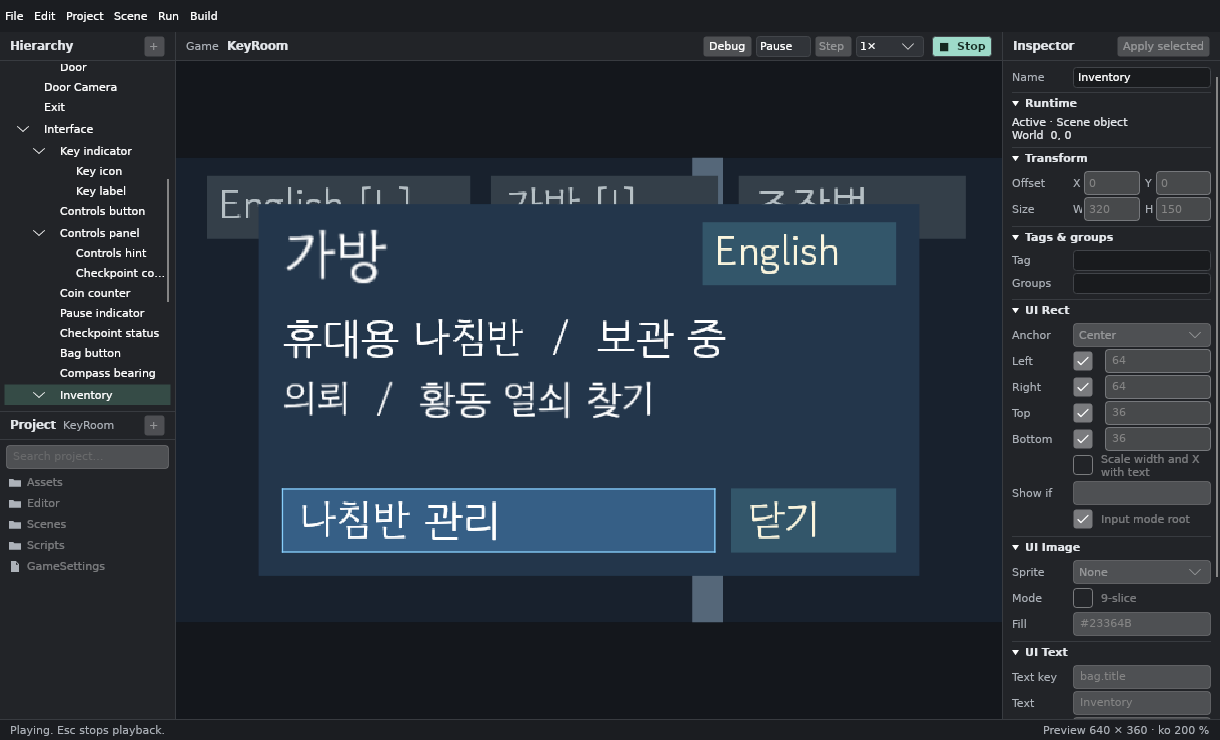 File Edit Project Scene Run Build
Hierarchy +
Game KeyRoom
Debug Pause Step 1× Stop
Inspector Apply selected
Door
Door Camera
Exit
Interface
Key indicator
Key icon
Key label
Controls button
Controls panel
Controls hint
Checkpoint co...
Coin counter
Pause indicator
Checkpoint status
Bag button
Compass bearing
Inventory
Project KeyRoom +
Search project...
Assets
Editor
Scenes
Scripts
GameSettings
English [L] 가방 [I] 조작법
가방 English
휴대용 나침반 / 보관 중
의뢰 / 황동 열쇠 찾기
나침반 관리 닫기
Name Inventory
Runtime
Active · Scene object
World 0, 0
Transform
Offset X 0 Y 0
Size W 320 H 150
Tags & groups
Tag
Groups
UI Rect
Anchor Center
Left 64
Right 64
Top 36
Bottom 36
Scale width and X
with text
Show if
Input mode root
UI Image
Sprite None
Mode 9-slice
Fill #23364B
UI Text
Text key bag.title
Text Inventory
Playing. Esc stops playback.
Preview 640 × 360 · ko 200 %